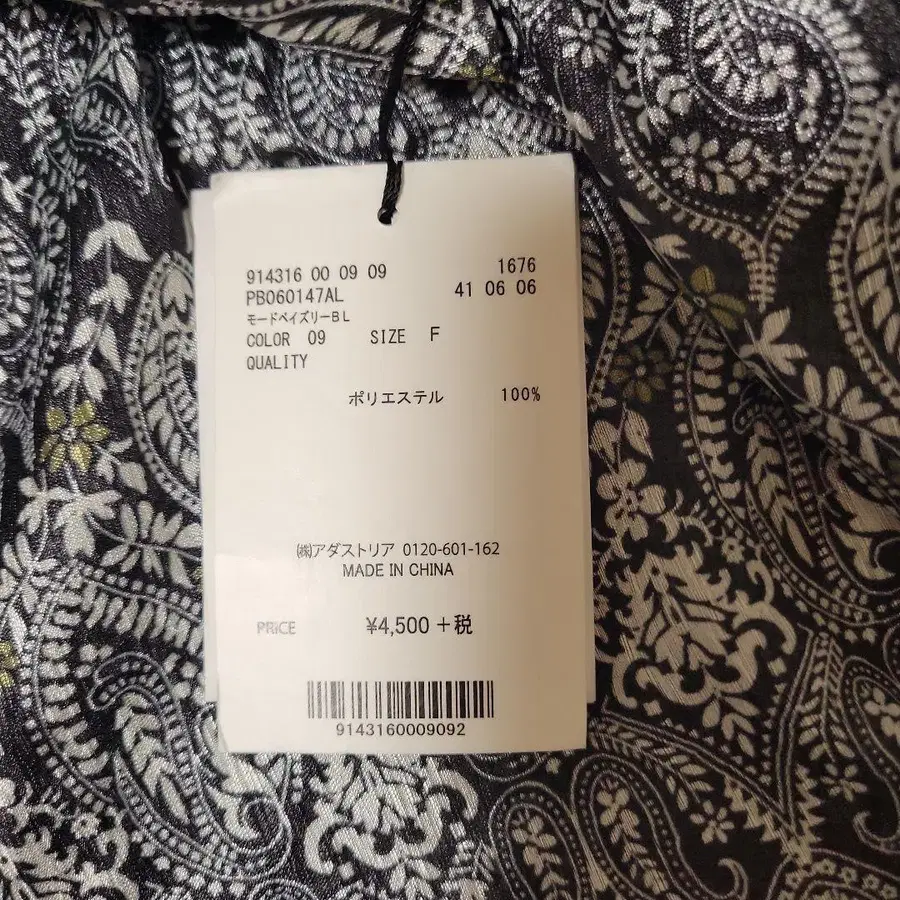 914316 00 09 09 1676
PB060147AL 41 06 06
モードペイズリーBL
COLOR 09 SIZE F
QUALITY
ポリエステル 100%
㈱アダストリア 0120-601-162
MADE IN CHINA
PRICE ¥4,500 +税
9143160009092